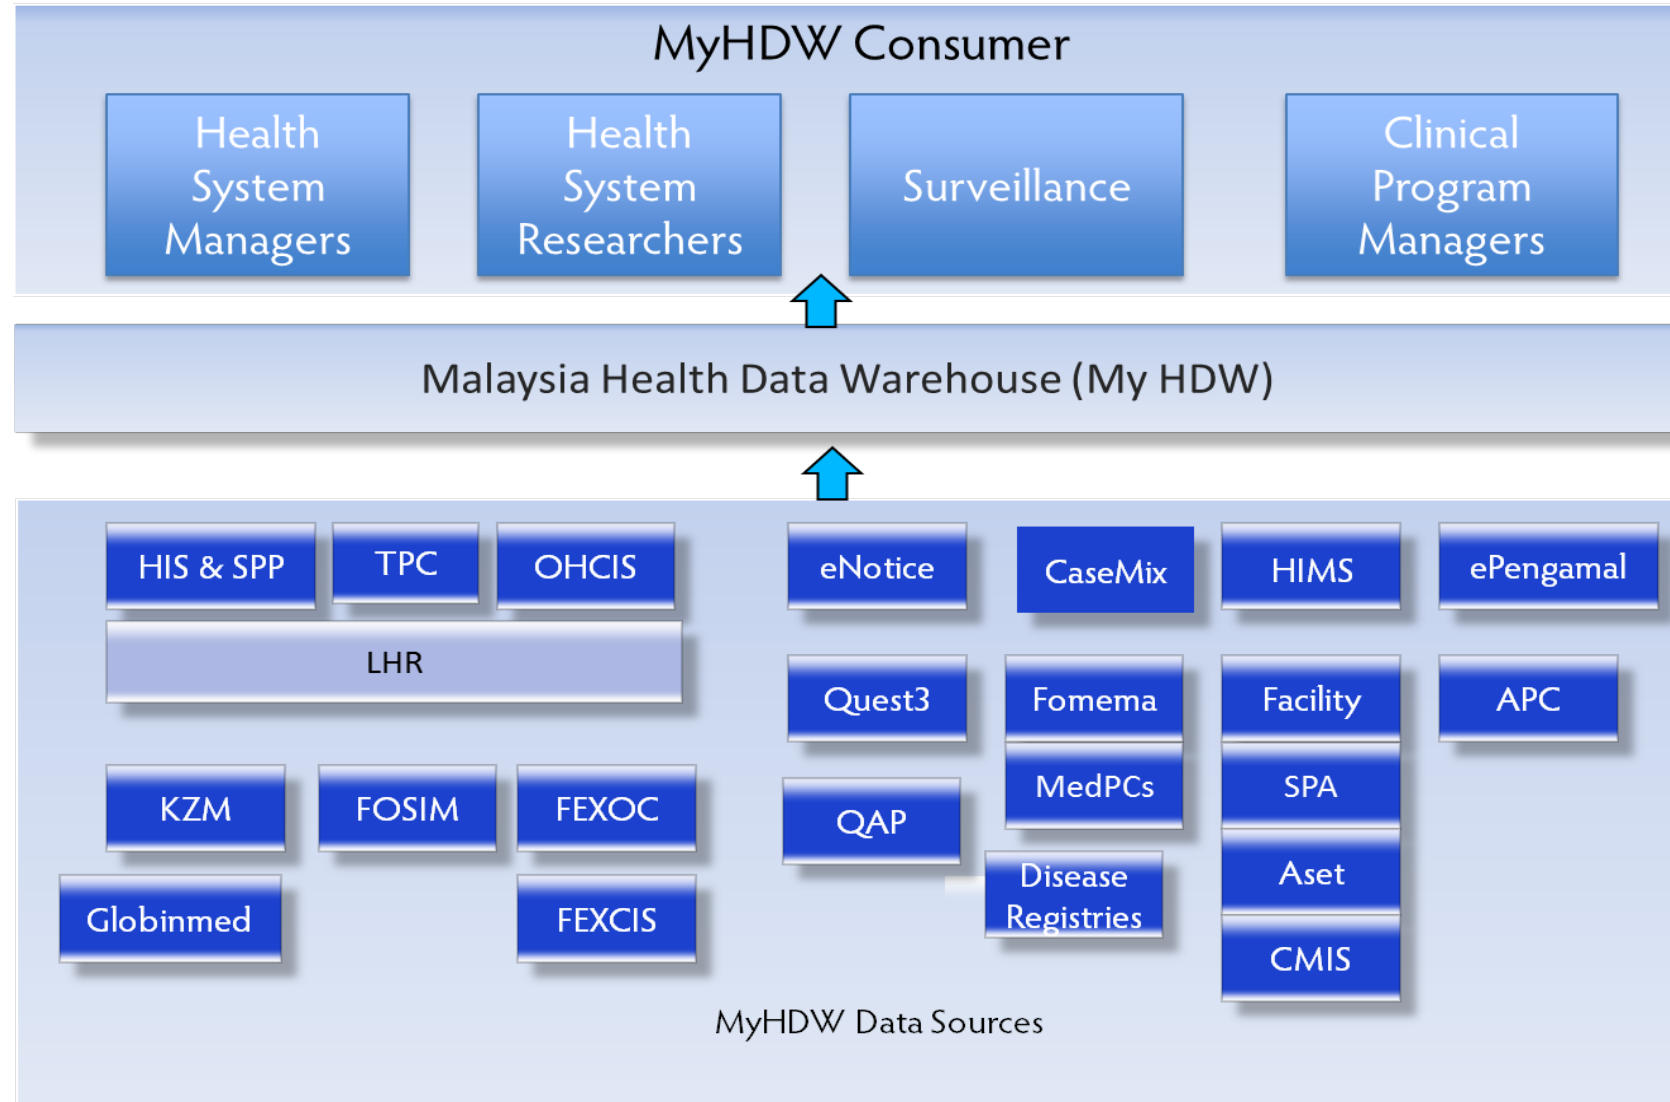 MyHDW Consumer
Health
System
Managers
Health
System
Researchers
Surveillance
Clinical
Program
Managers
Malaysia Health Data Warehouse (My HDW)
HIS & SPP
TPC
OHCIS
LHR
KZM
FOSIM
FEXOC
Globinmed
FEXCIS
eNotice
CaseMix
HIMS
ePengamal
Quest3
Fomema
Facility
APC
MedPCs
SPA
QAP
Disease
Registries
Aset
CMIS
MyHDW Data Sources